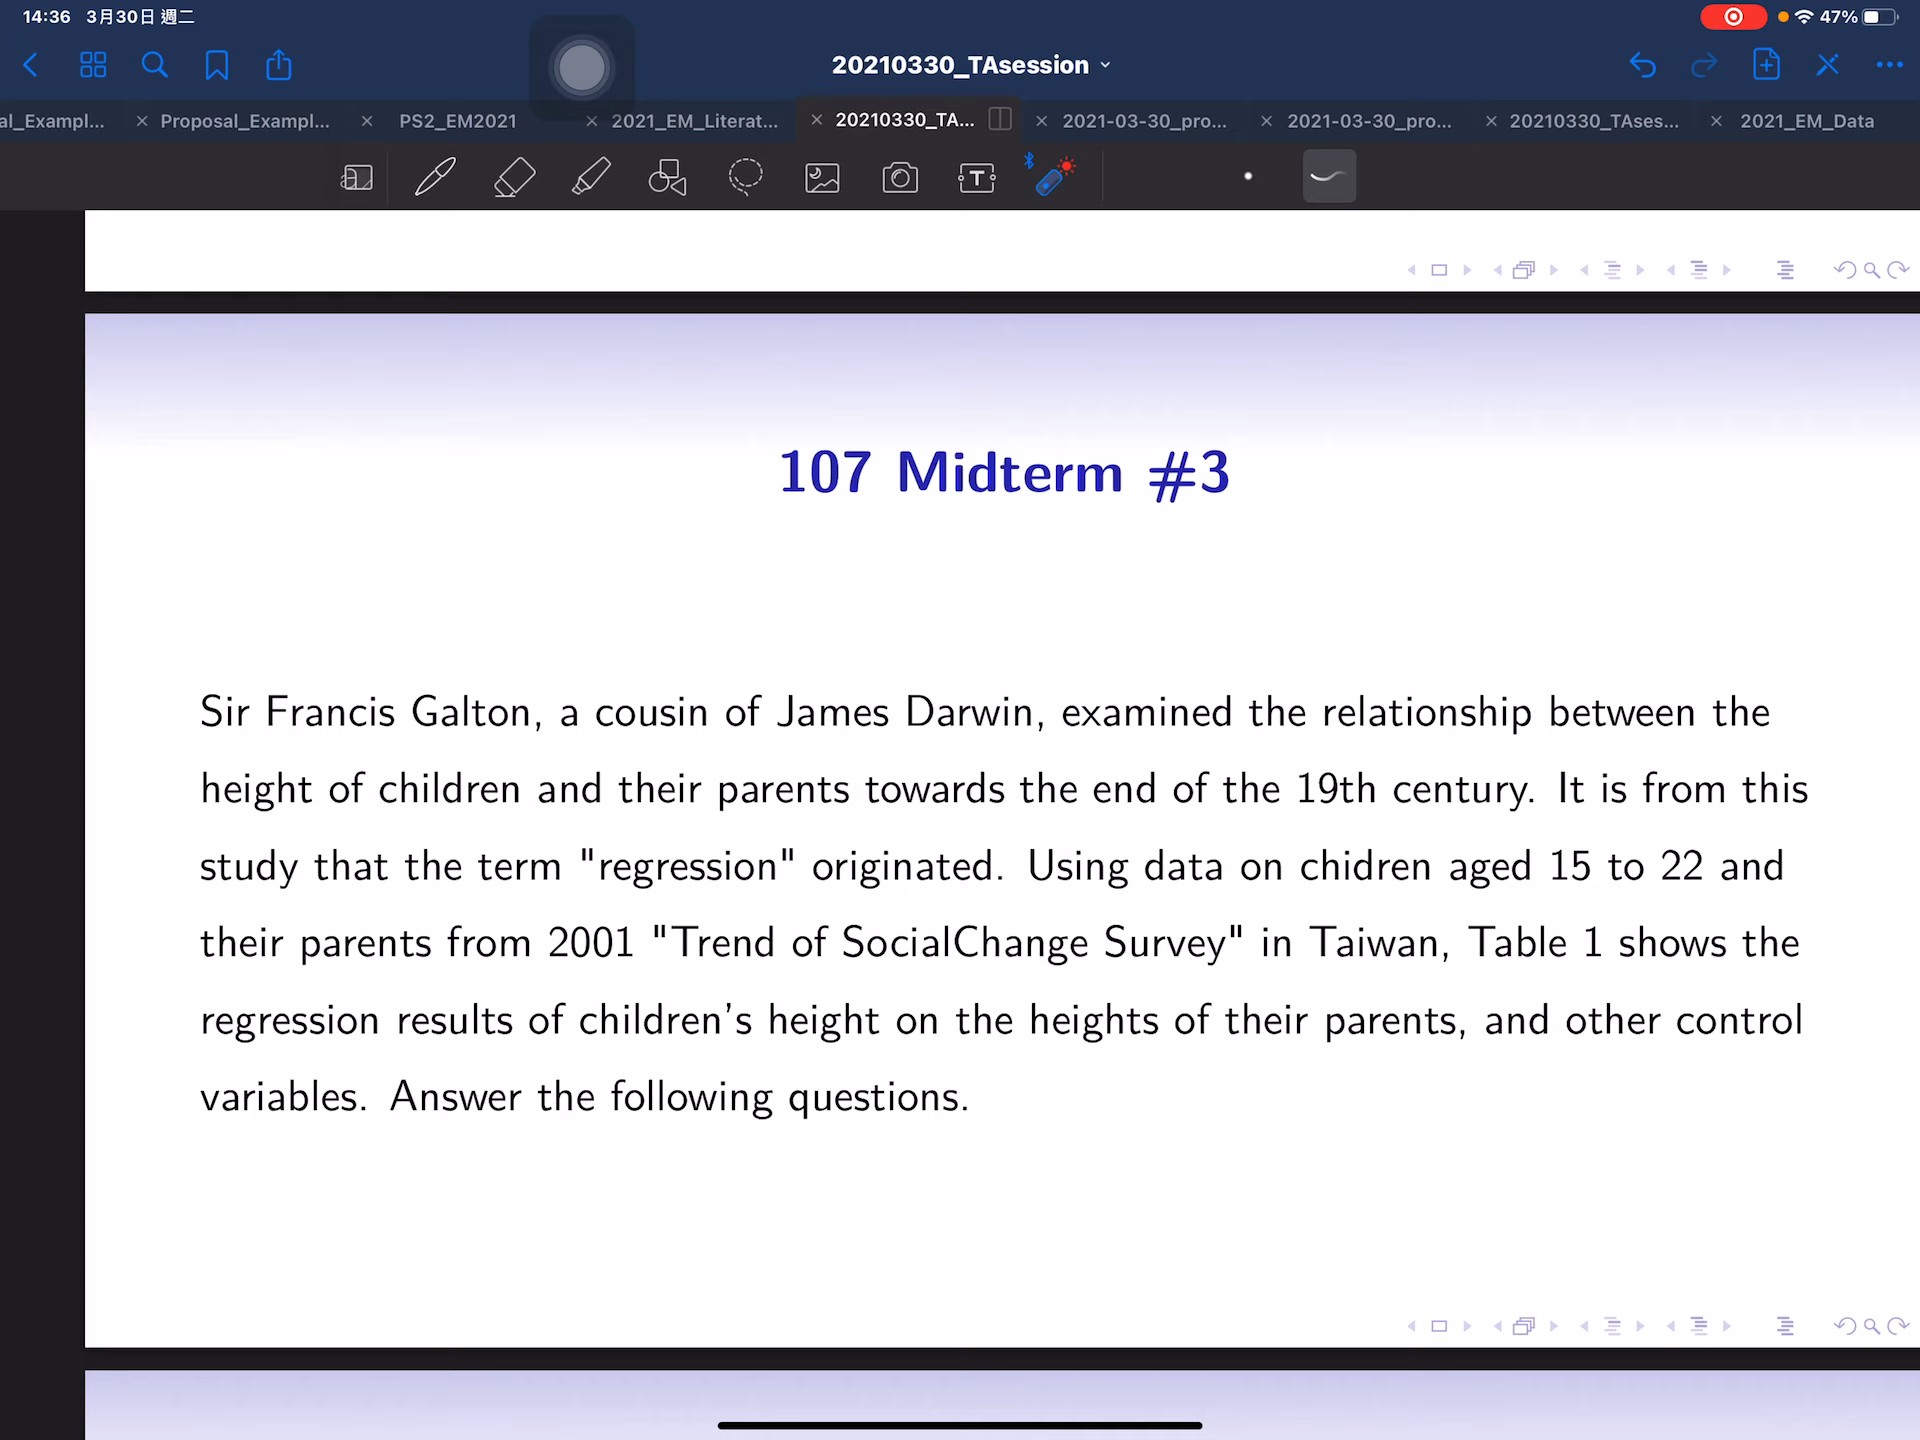 14:36 3月30日 週二
47%
20210330_TAsession
al_Exampl...
Proposal_Exampl...
PS2_EM2021
2021_EM_Literat...
20210330_TA...
2021-03-30_pro...
2021-03-30_pro...
20210330_TAses...
2021_EM_Data
107 Midterm #3
Sir Francis Galton, a cousin of James Darwin, examined the relationship between the
height of children and their parents towards the end of the 19th century. It is from this
study that the term "regression" originated. Using data on chidren aged 15 to 22 and
their parents from 2001 "Trend of SocialChange Survey" in Taiwan, Table 1 shows the
regression results of children's height on the heights of their parents, and other control
variables. Answer the following questions.